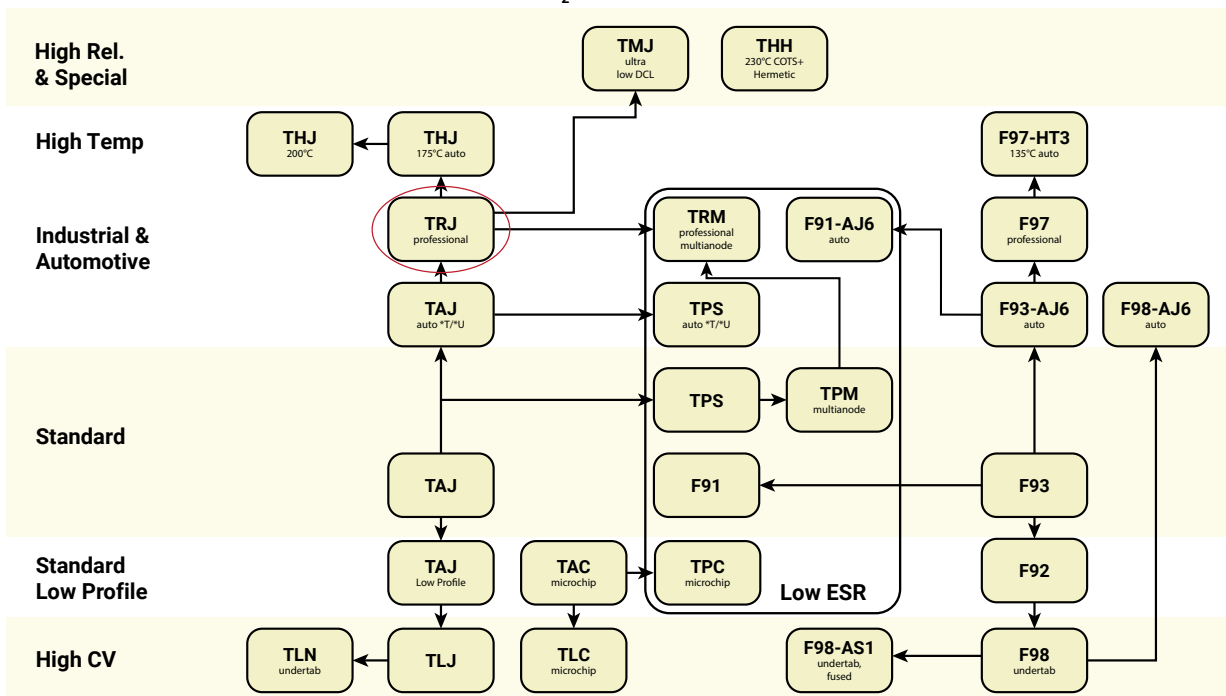 2
High Rel.
& Special
TMJ
ultra
low DCL
THH
230°C COTS+
Hermetic
High Temp
THJ
200°C
THJ
175°C auto
F97-HT3
135°C auto
Industrial &
Automotive
TRJ
professional
TRM
professional
multianode
F91-AJ6
auto
F97
professional
TAJ
auto *T/*U
TPS
auto *T/*U
F93-AJ6
auto
F98-AJ6
auto
Standard
TPS
TPM
multianode
TAJ
F91
F93
Standard
Low Profile
TAJ
Low Profile
TAC
microchip
TPC
microchip
Low ESR
F92
High CV
TLN
undertab
TLJ
TLC
microchip
F98-AS1
undertab,
fused
F98
undertab